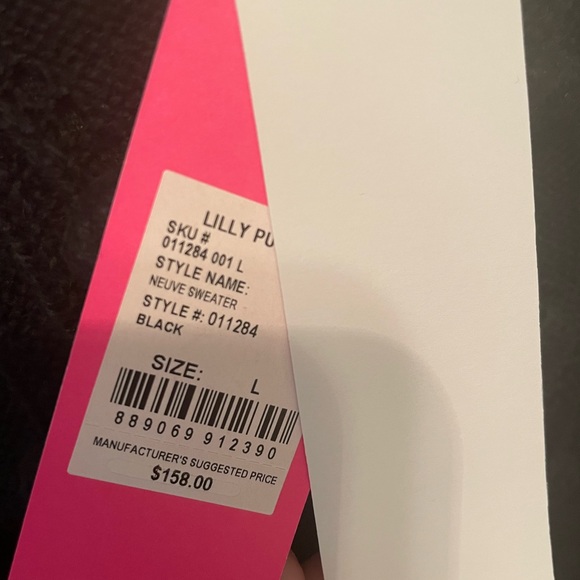 LILLY PU
SKU #
011284 001 L
STYLE NAME:
NEUVE SWEATER
STYLE #: 011284
BLACK
SIZE: L
889069 912390
MANUFACTURER'S SUGGESTED PRICE
$158.00